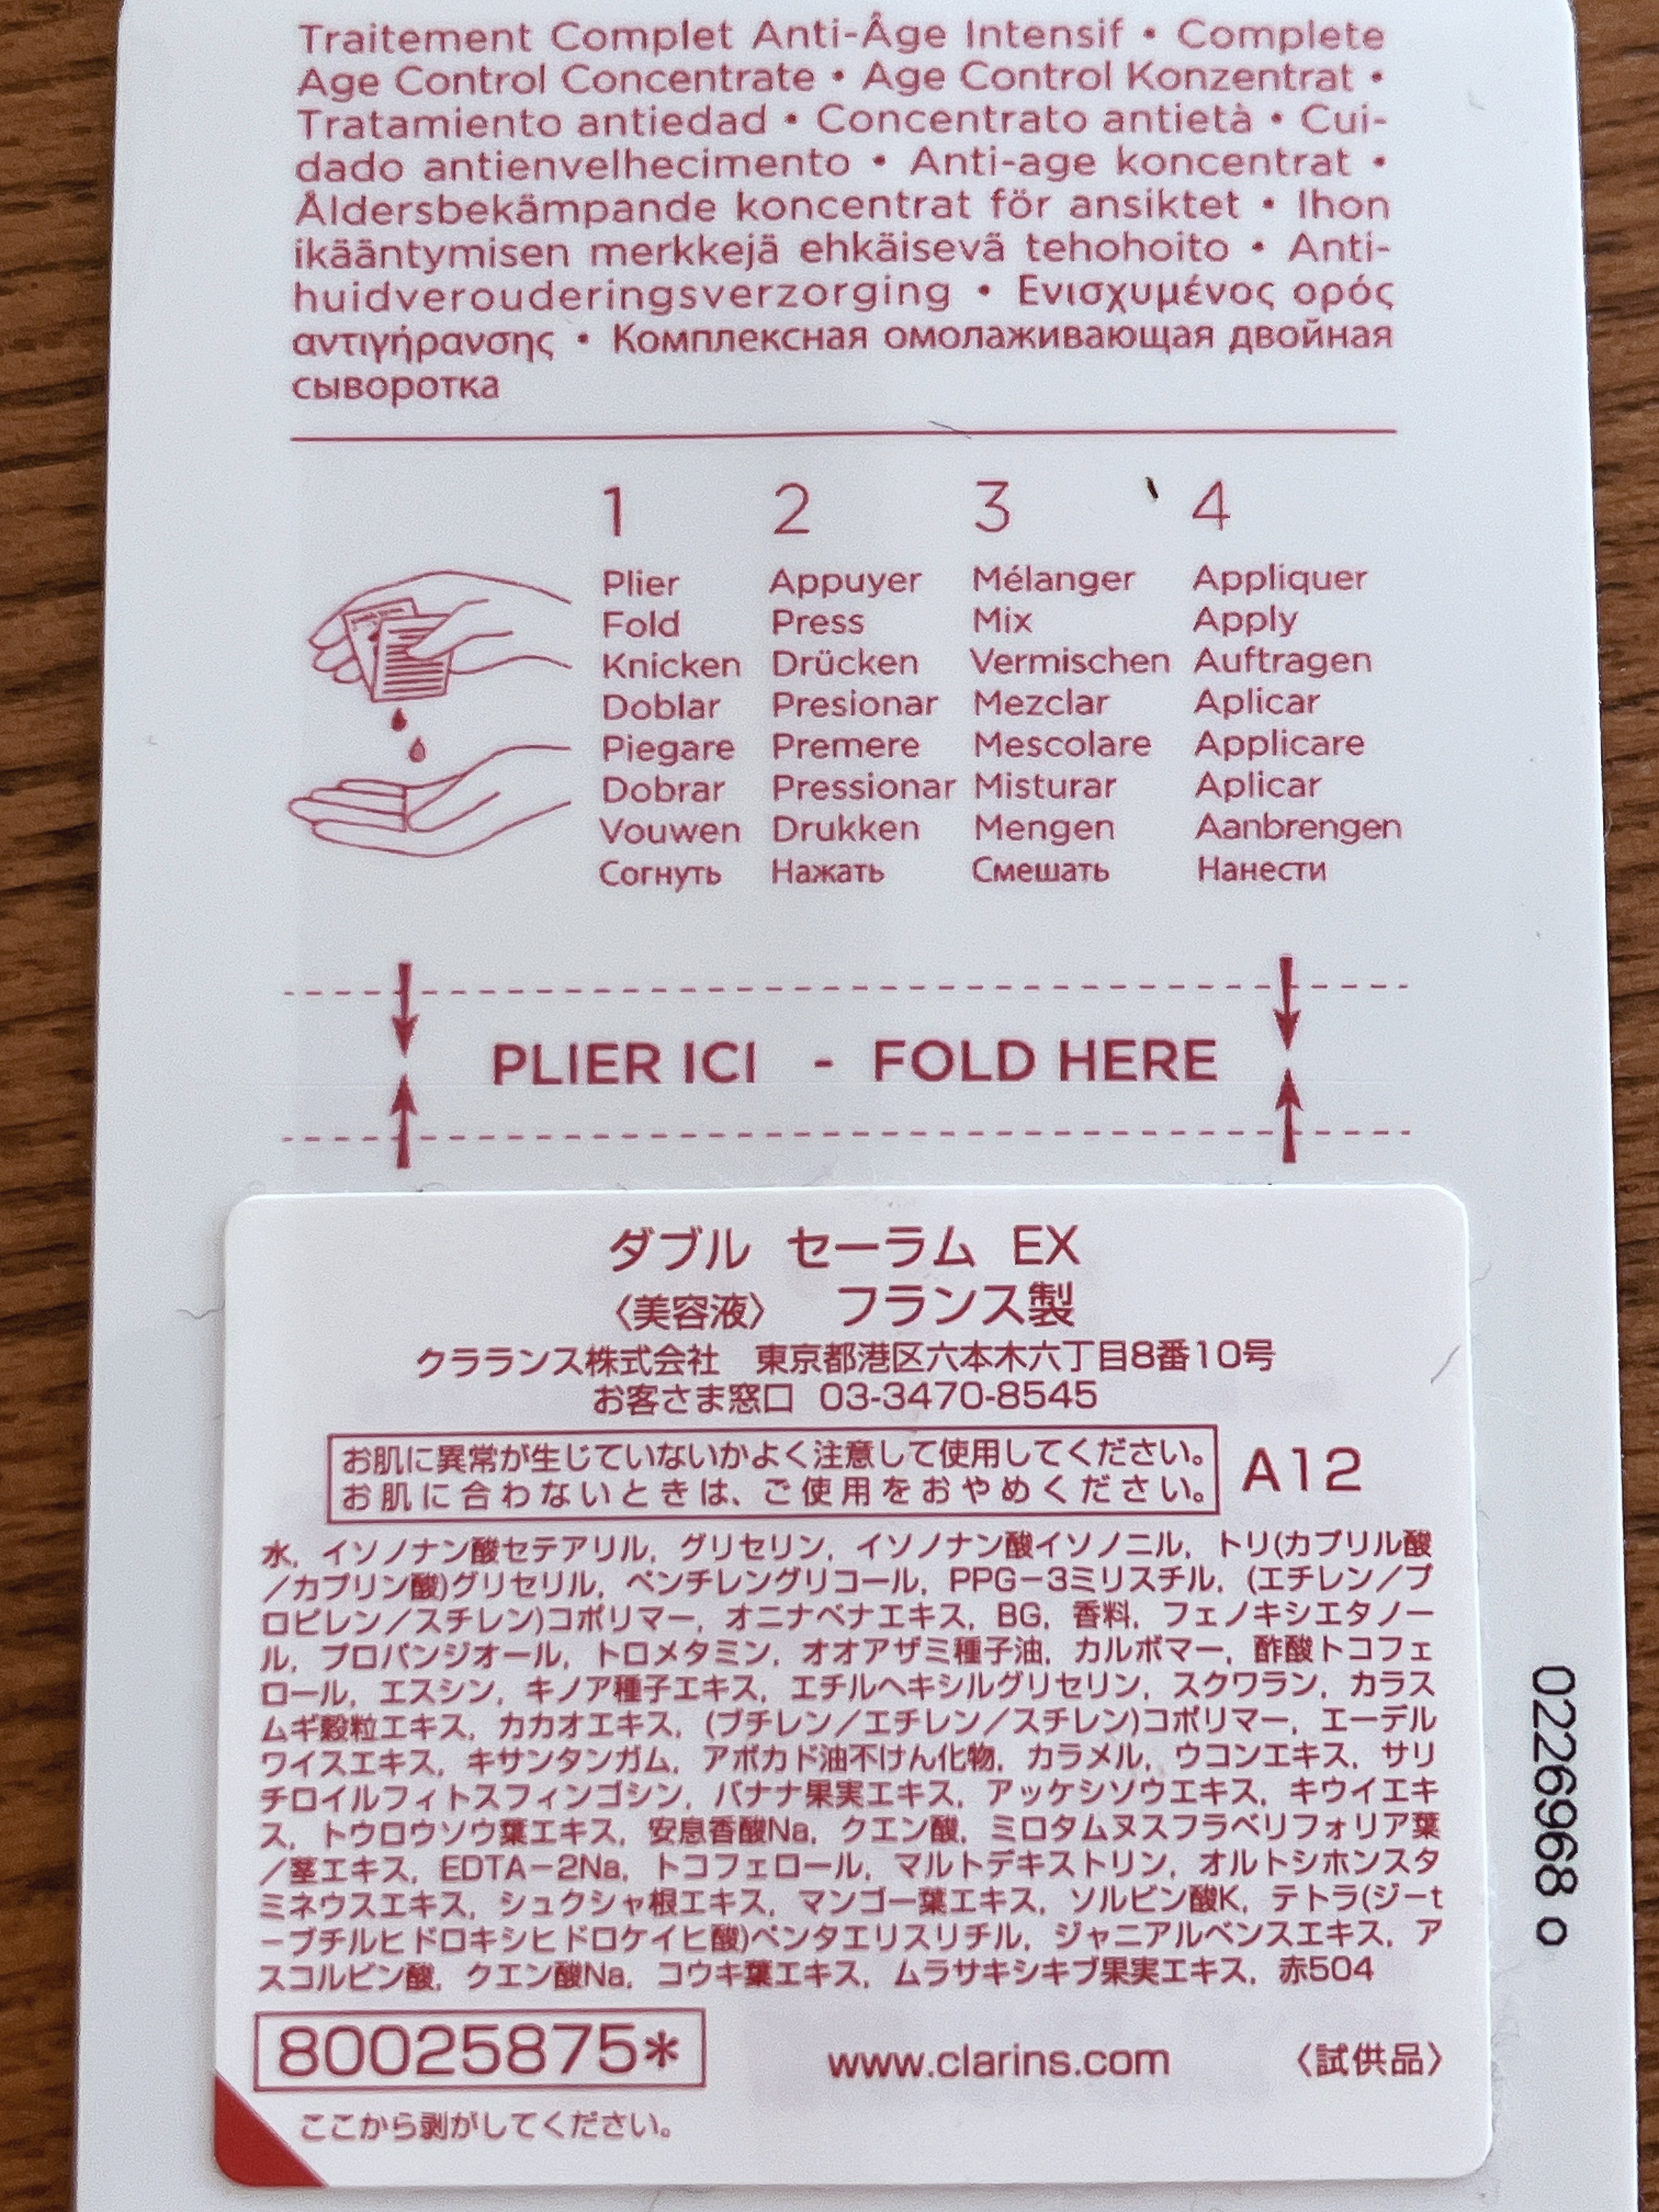 Traitement Complet Anti-Âge Intensif • Complete
Age Control Concentrate • Age Control Konzentrat •
Tratamiento antiedad • Concentrato antietà • Cui-
dado antienvelhecimento • Anti-age koncentrat •
Åldersbekämpande koncentrat för ansiktet • Ihon
ikääntymisen merkkejä ehkäisevä tehohoito • Anti-
huidverouderingsverzorging • Ενισχυμένος ορός
αντιγήρανσης • Комплексная омолаживающая двойная
сыворотка
1 2 3 4
Plier Appuyer Mélanger Appliquer
Fold Press Mix Apply
Knicken Drücken Vermischen Auftragen
Doblar Presionar Mezclar Aplicar
Piegare Premere Mescolare Applicare
Dobrar Pressionar Misturar Aplicar
Vouwen Drukken Mengen Aanbrengen
Согнуть Нажать Смешать Нанести
PLIER ICI - FOLD HERE
ダブル セーラム EX
〈美容液〉 フランス製
クラランス株式会社 東京都港区六本木六丁目8番10号
お客さま窓口 03-3470-8545
お肌に異常が生じていないかよく注意して使用してください。
お肌に合わないときは、ご使用をおやめください。
A12
水, イソノナン酸セテアリル, グリセリン, イソノナン酸イソノニル, トリ(カプリル酸
／カプリン酸)グリセリル, ペンチレングリコール, PPG－3ミリスチル, (エチレン／プ
ロピレン／スチレン)コポリマー, オニナベナエキス, BG, 香料, フェノキシエタノー
ル, プロパンジオール, トロメタミン, オオアザミ種子油, カルボマー, 酢酸トコフェ
ロール, エスシン, キノア種子エキス, エチルヘキシルグリセリン, スクワラン, カラス
ムギ穀粒エキス, カカオエキス, (ブチレン／エチレン／スチレン)コポリマー, エーデル
ワイスエキス, キサンタンガム, アボカド油不けん化物, カラメル, ウコンエキス, サリ
チロイルフィトスフィンゴシン, バナナ果実エキス, アッケシソウエキス, キウイエキ
ス, トウロウソウ葉エキス, 安息香酸Na, クエン酸, ミロタムヌスフラベリフォリア葉
／茎エキス, EDTA－2Na, トコフェロール, マルトデキストリン, オルトシホンスタ
ミネウスエキス, シュクシャ根エキス, マンゴー葉エキス, ソルビン酸K, テトラ(ジ－t
－ブチルヒドロキシヒドロケイヒ酸)ペンタエリスリチル, ジャニアルベンスエキス, ア
スコルビン酸, クエン酸Na, コウキ葉エキス, ムラサキシキブ果実エキス, 赤504
80025875* www.clarins.com 〈試供品〉
ここから剥がしてください。
0226968 o